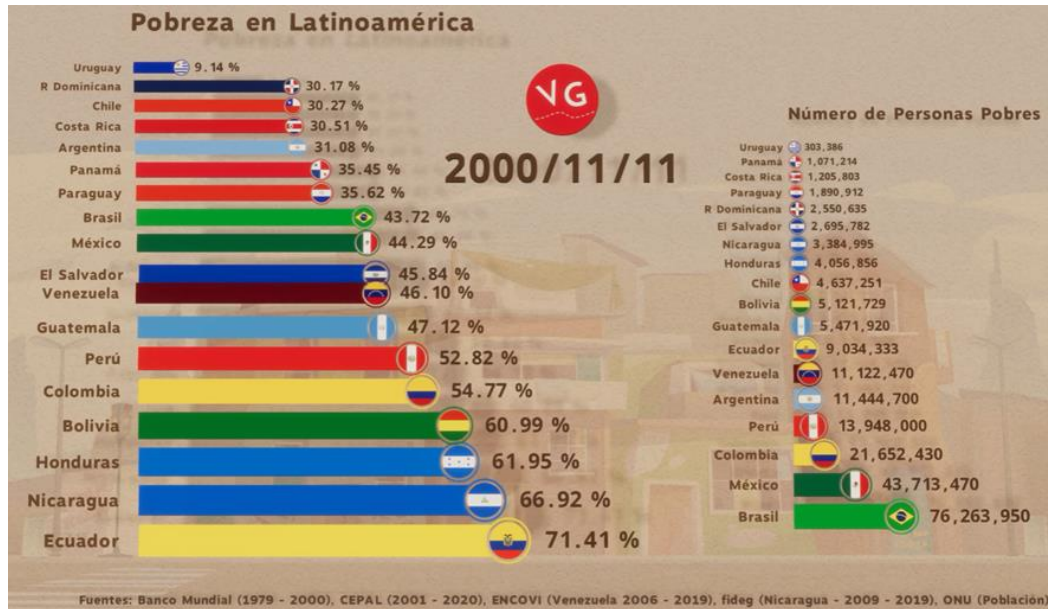 Pobreza en Latinoamérica
Uruguay 9.14 %
R Dominicana 30.17 %
Chile 30.27 %
Costa Rica 30.51 %
Argentina 31.08 %
Panamá 35.45 %
Paraguay 35.62 %
Brasil 43.72 %
México 44.29 %
El Salvador 45.84 %
Venezuela 46.10 %
Guatemala 47.12 %
Perú 52.82 %
Colombia 54.77 %
Bolivia 60.99 %
Honduras 61.95 %
Nicaragua 66.92 %
Ecuador 71.41 %
VG
2000/11/11
Número de Personas Pobres
Uruguay 303,386
Panamá 1,071,214
Costa Rica 1,205,803
Paraguay 1,890,912
R Dominicana 2,550,635
El Salvador 2,695,782
Nicaragua 3,384,995
Honduras 4,056,856
Chile 4,637,251
Bolivia 5,121,729
Guatemala 5,471,920
Ecuador 9,034,333
Venezuela 11,122,470
Argentina 11,444,700
Perú 13,948,000
Colombia 21,652,430
México 43,713,470
Brasil 76,263,950
Fuentes: Banco Mundial (1979 - 2000), CEPAL (2001 - 2020), ENCOVI (Venezuela 2006 - 2019), fideg (Nicaragua - 2009 - 2019), ONU (Población)